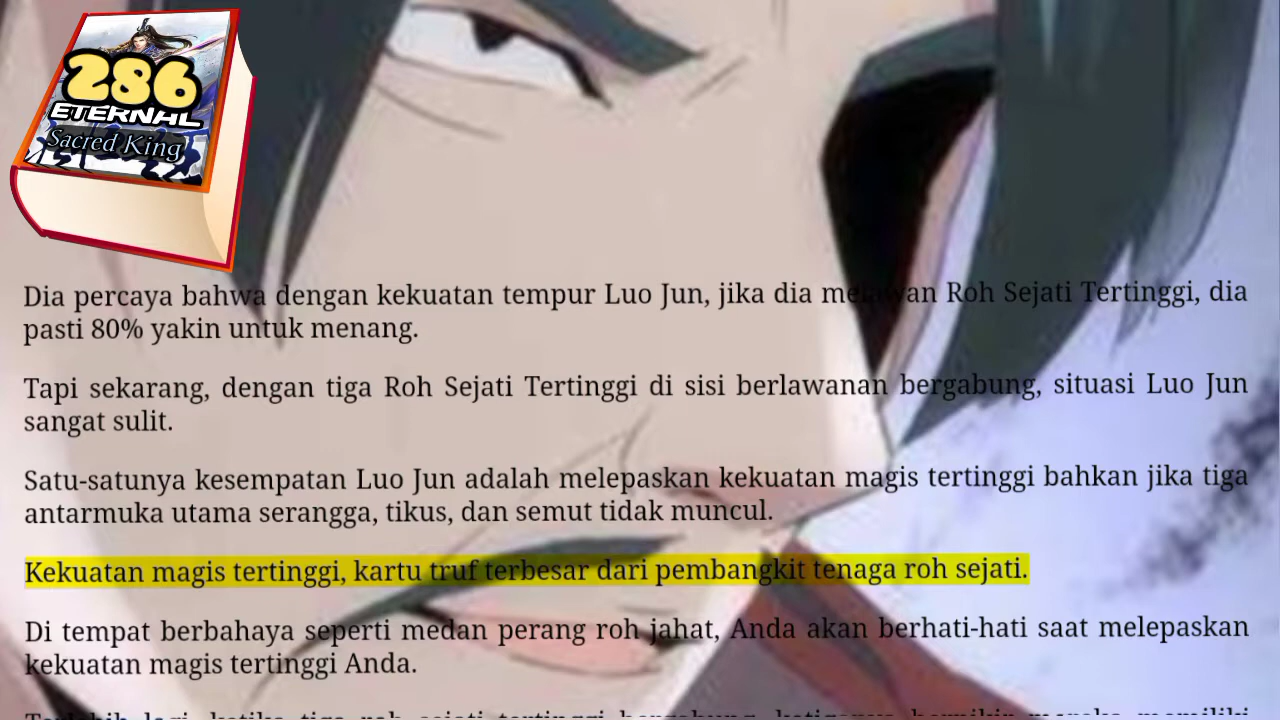 286
ETERNAL
Sacred King
Dia percaya bahwa dengan kekuatan tempur Luo Jun, jika dia melawan Roh Sejati Tertinggi, dia
pasti 80% yakin untuk menang.
Tapi sekarang, dengan tiga Roh Sejati Tertinggi di sisi berlawanan bergabung, situasi Luo Jun
sangat sulit.
Satu-satunya kesempatan Luo Jun adalah melepaskan kekuatan magis tertinggi bahkan jika tiga
antarmuka utama serangga, tikus, dan semut tidak muncul.
Kekuatan magis tertinggi, kartu truf terbesar dari pembangkit tenaga roh sejati.
Di tempat berbahaya seperti medan perang roh jahat, Anda akan berhati-hati saat melepaskan
kekuatan magis tertinggi Anda.